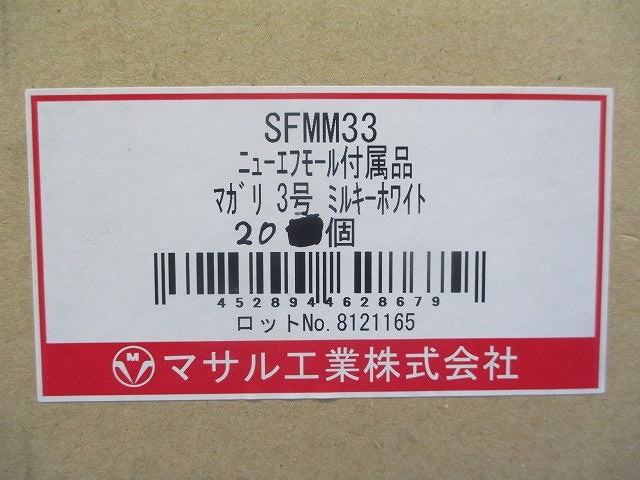 SFMM33
ニューエフモール付属品
マガリ 3号 ミルキーホワイト
20 個
4528944628679
ロットNo.8121165
M マサル工業株式会社